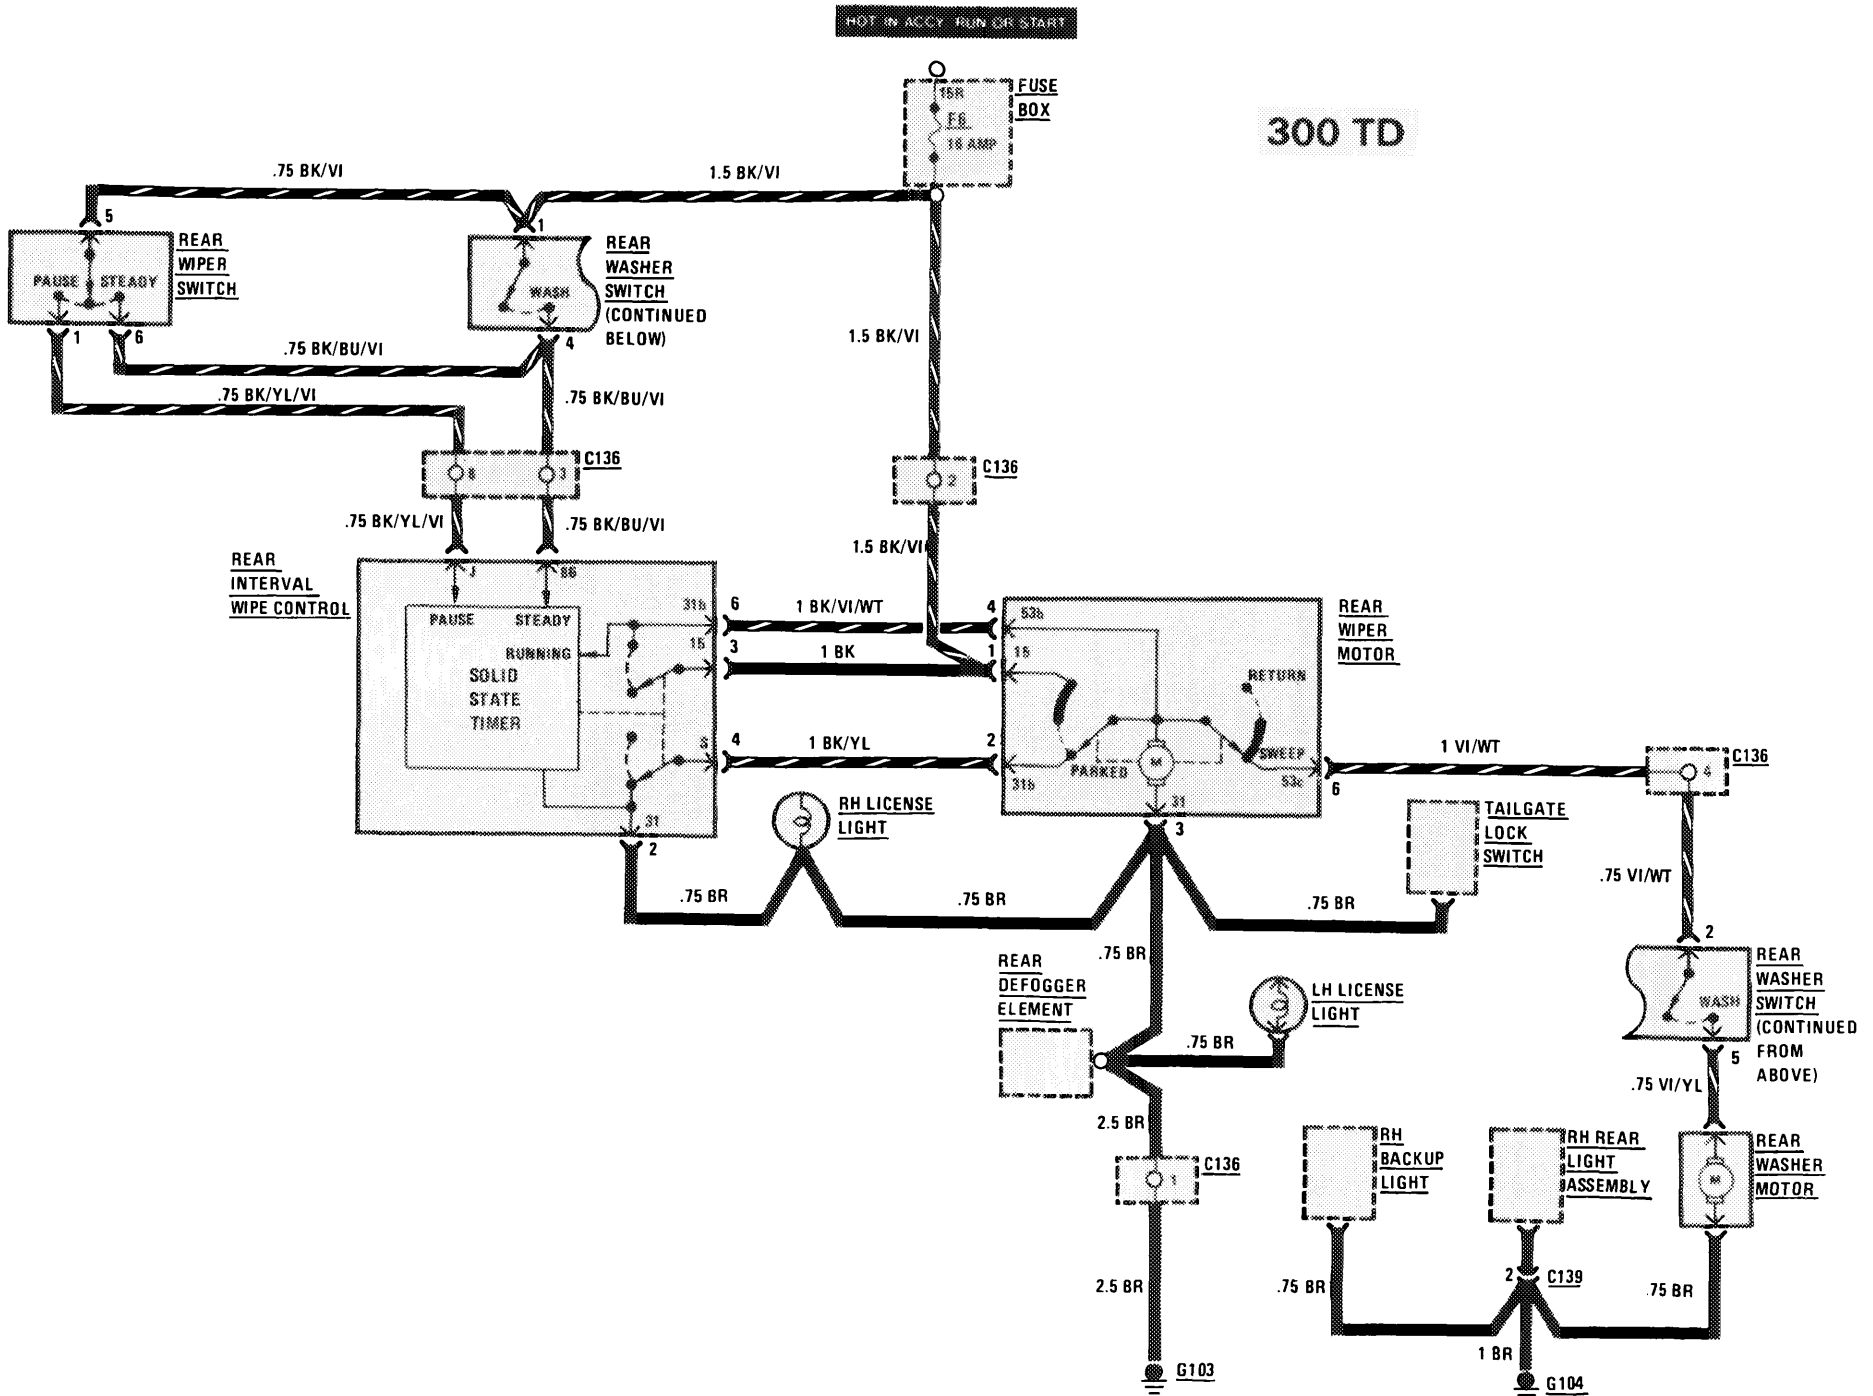 HOT IN ACCY RUN OR START
15R
F6
16 AMP
FUSE
BOX
300 TD
.75 BK/VI
1.5 BK/VI
5
1
REAR
WIPER
SWITCH
PAUSE
STEADY
1
6
REAR
WASHER
SWITCH
(CONTINUED
BELOW)
WASH
4
.75 BK/BU/VI
.75 BK/YL/VI
.75 BK/BU/VI
1.5 BK/VI
8
3
C136
2
C136
.75 BK/YL/VI
.75 BK/BU/VI
1.5 BK/VI
REAR
INTERVAL
WIPE CONTROL
J
86
PAUSE
STEADY
RUNNING
SOLID
STATE
TIMER
31b
15
S
31
6
1 BK/VI/WT
4
3
1 BK
1
4
1 BK/YL
2
2
53b
15
31b
PARKED
M
RETURN
SWEEP
53c
31
REAR
WIPER
MOTOR
3
6
1 VI/WT
4
C136
RH LICENSE
LIGHT
TAILGATE
LOCK
SWITCH
.75 BR
.75 BR
.75 BR
.75 VI/WT
.75 BR
2
REAR
DEFOGGER
ELEMENT
LH LICENSE
LIGHT
.75 BR
REAR
WASHER
SWITCH
(CONTINUED
FROM
ABOVE)
WASH
5
.75 VI/YL
2.5 BR
1
C136
RH
BACKUP
LIGHT
RH REAR
LIGHT
ASSEMBLY
M
REAR
WASHER
MOTOR
2.5 BR
.75 BR
2
C139
.75 BR
1 BR
G103
G104